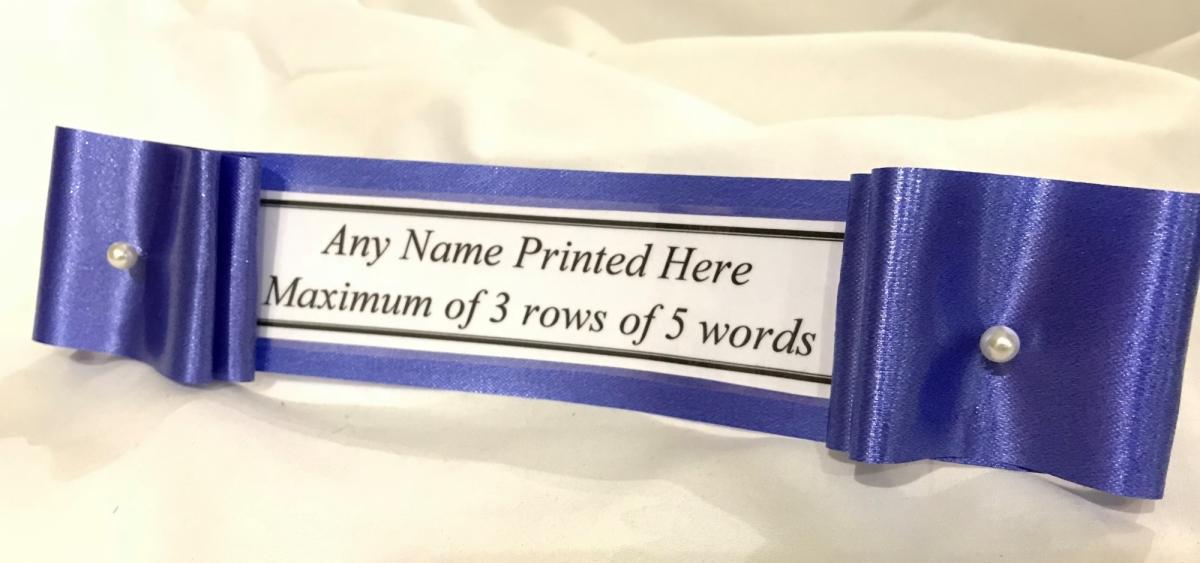 Any Name Printed Here
Maximum of 3 rows of 5 words